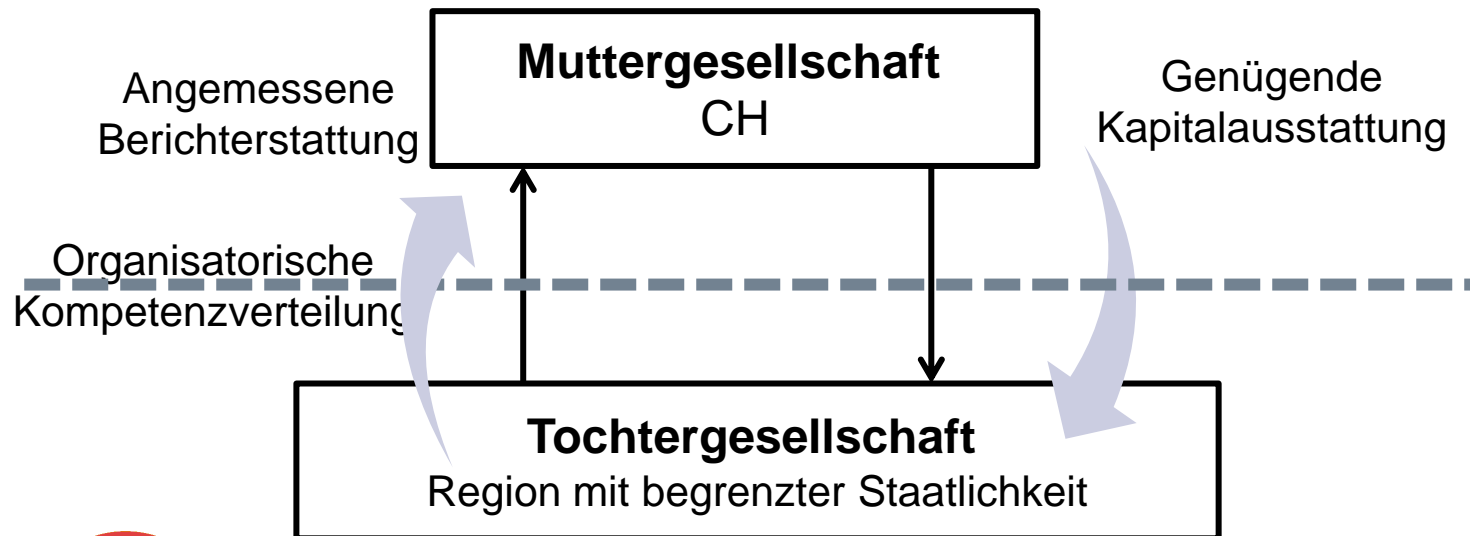 Muttergesellschaft
CH
Angemessene
Berichterstattung
Genügende
Kapitalausstattung
Organisatorische
Kompetenzverteilung
Tochtergesellschaft
Region mit begrenzter Staatlichkeit